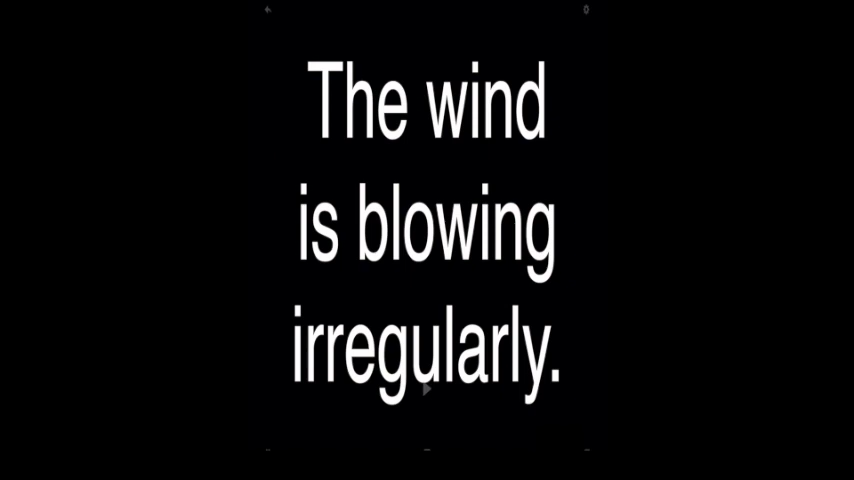 The wind
is blowing
irregularly.